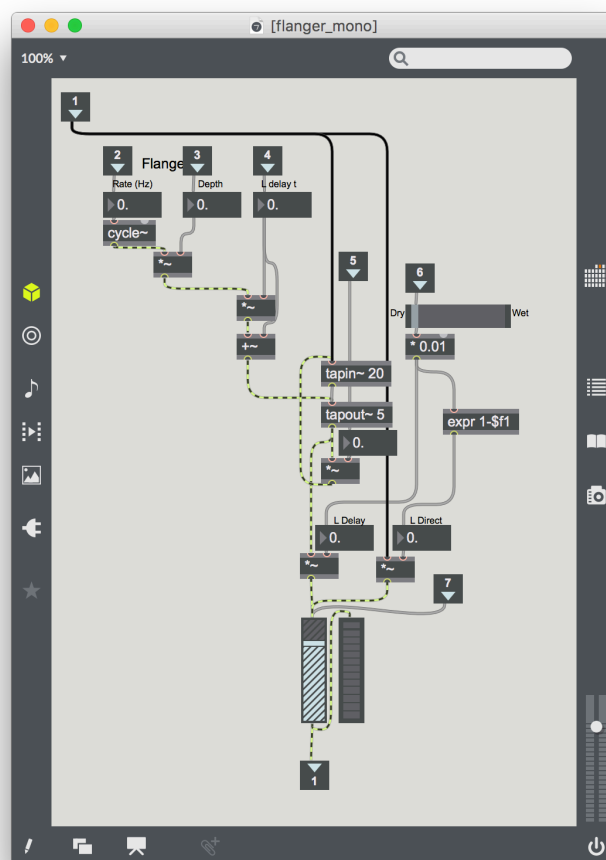 [flanger_mono]
100%
1
2
Flange
3
4
Rate (Hz)
Depth
L delay t
0.
0.
0.
cycle~
*~
5
6
*~
Dry
Wet
+~
* 0.01
tapin~ 20
tapout~ 5
expr 1-$f1
0.
*~
L Delay
L Direct
0.
0.
*~
*~
7
1